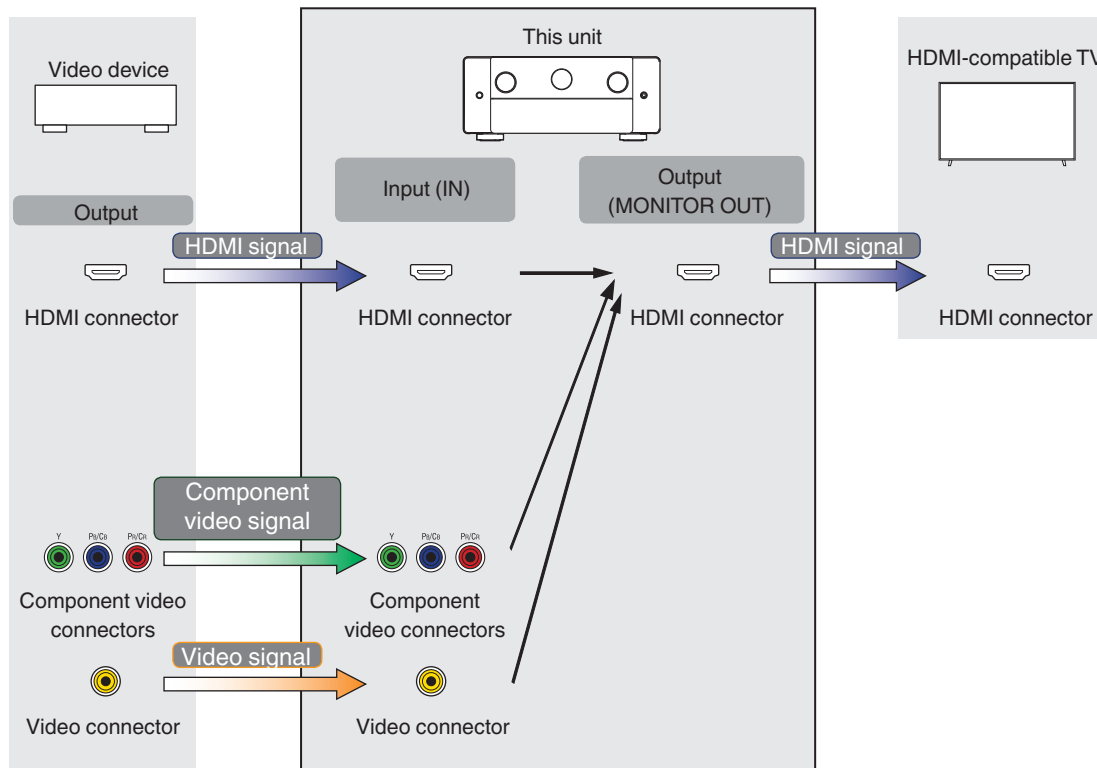 This unit
Video device
HDMI-compatible TV
Input (IN)
Output
(MONITOR OUT)
Output
HDMI signal
HDMI signal
HDMI connector
HDMI connector
HDMI connector
HDMI connector
Component
video signal
Y PB/CB PR/CR
Y PB/CB PR/CR
Component video
connectors
Component
video connectors
Video signal
Video connector
Video connector